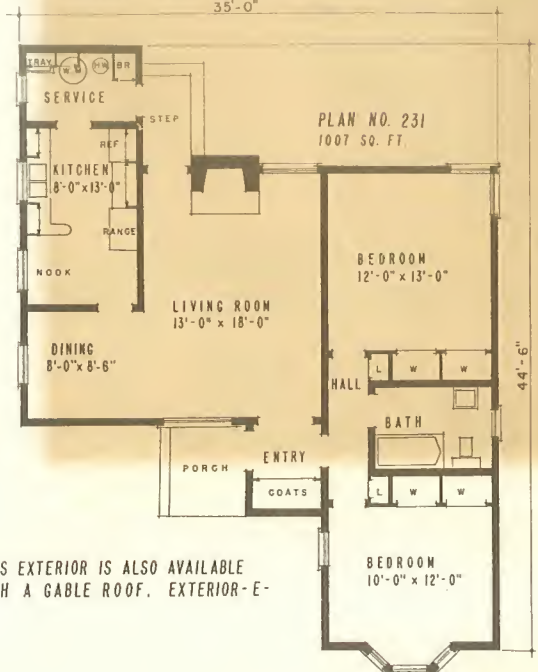 35'-0"
TRAY
W
HW
BR
SERVICE
STEP
PLAN NO. 231
1007 SQ. FT.
REF
KITCHEN
8'-0" x 13'-0"
RANGE
NOOK
BEDROOM
12'-0" x 13'-0"
LIVING ROOM
13'-0" x 18'-0"
DINING
8'-0" x 8'-6"
44'-6"
L
W
W
HALL
BATH
ENTRY
PORCH
COATS
L
W
W
S EXTERIOR IS ALSO AVAILABLE
H A GABLE ROOF. EXTERIOR-E-
BEDROOM
10'-0" x 12'-0"